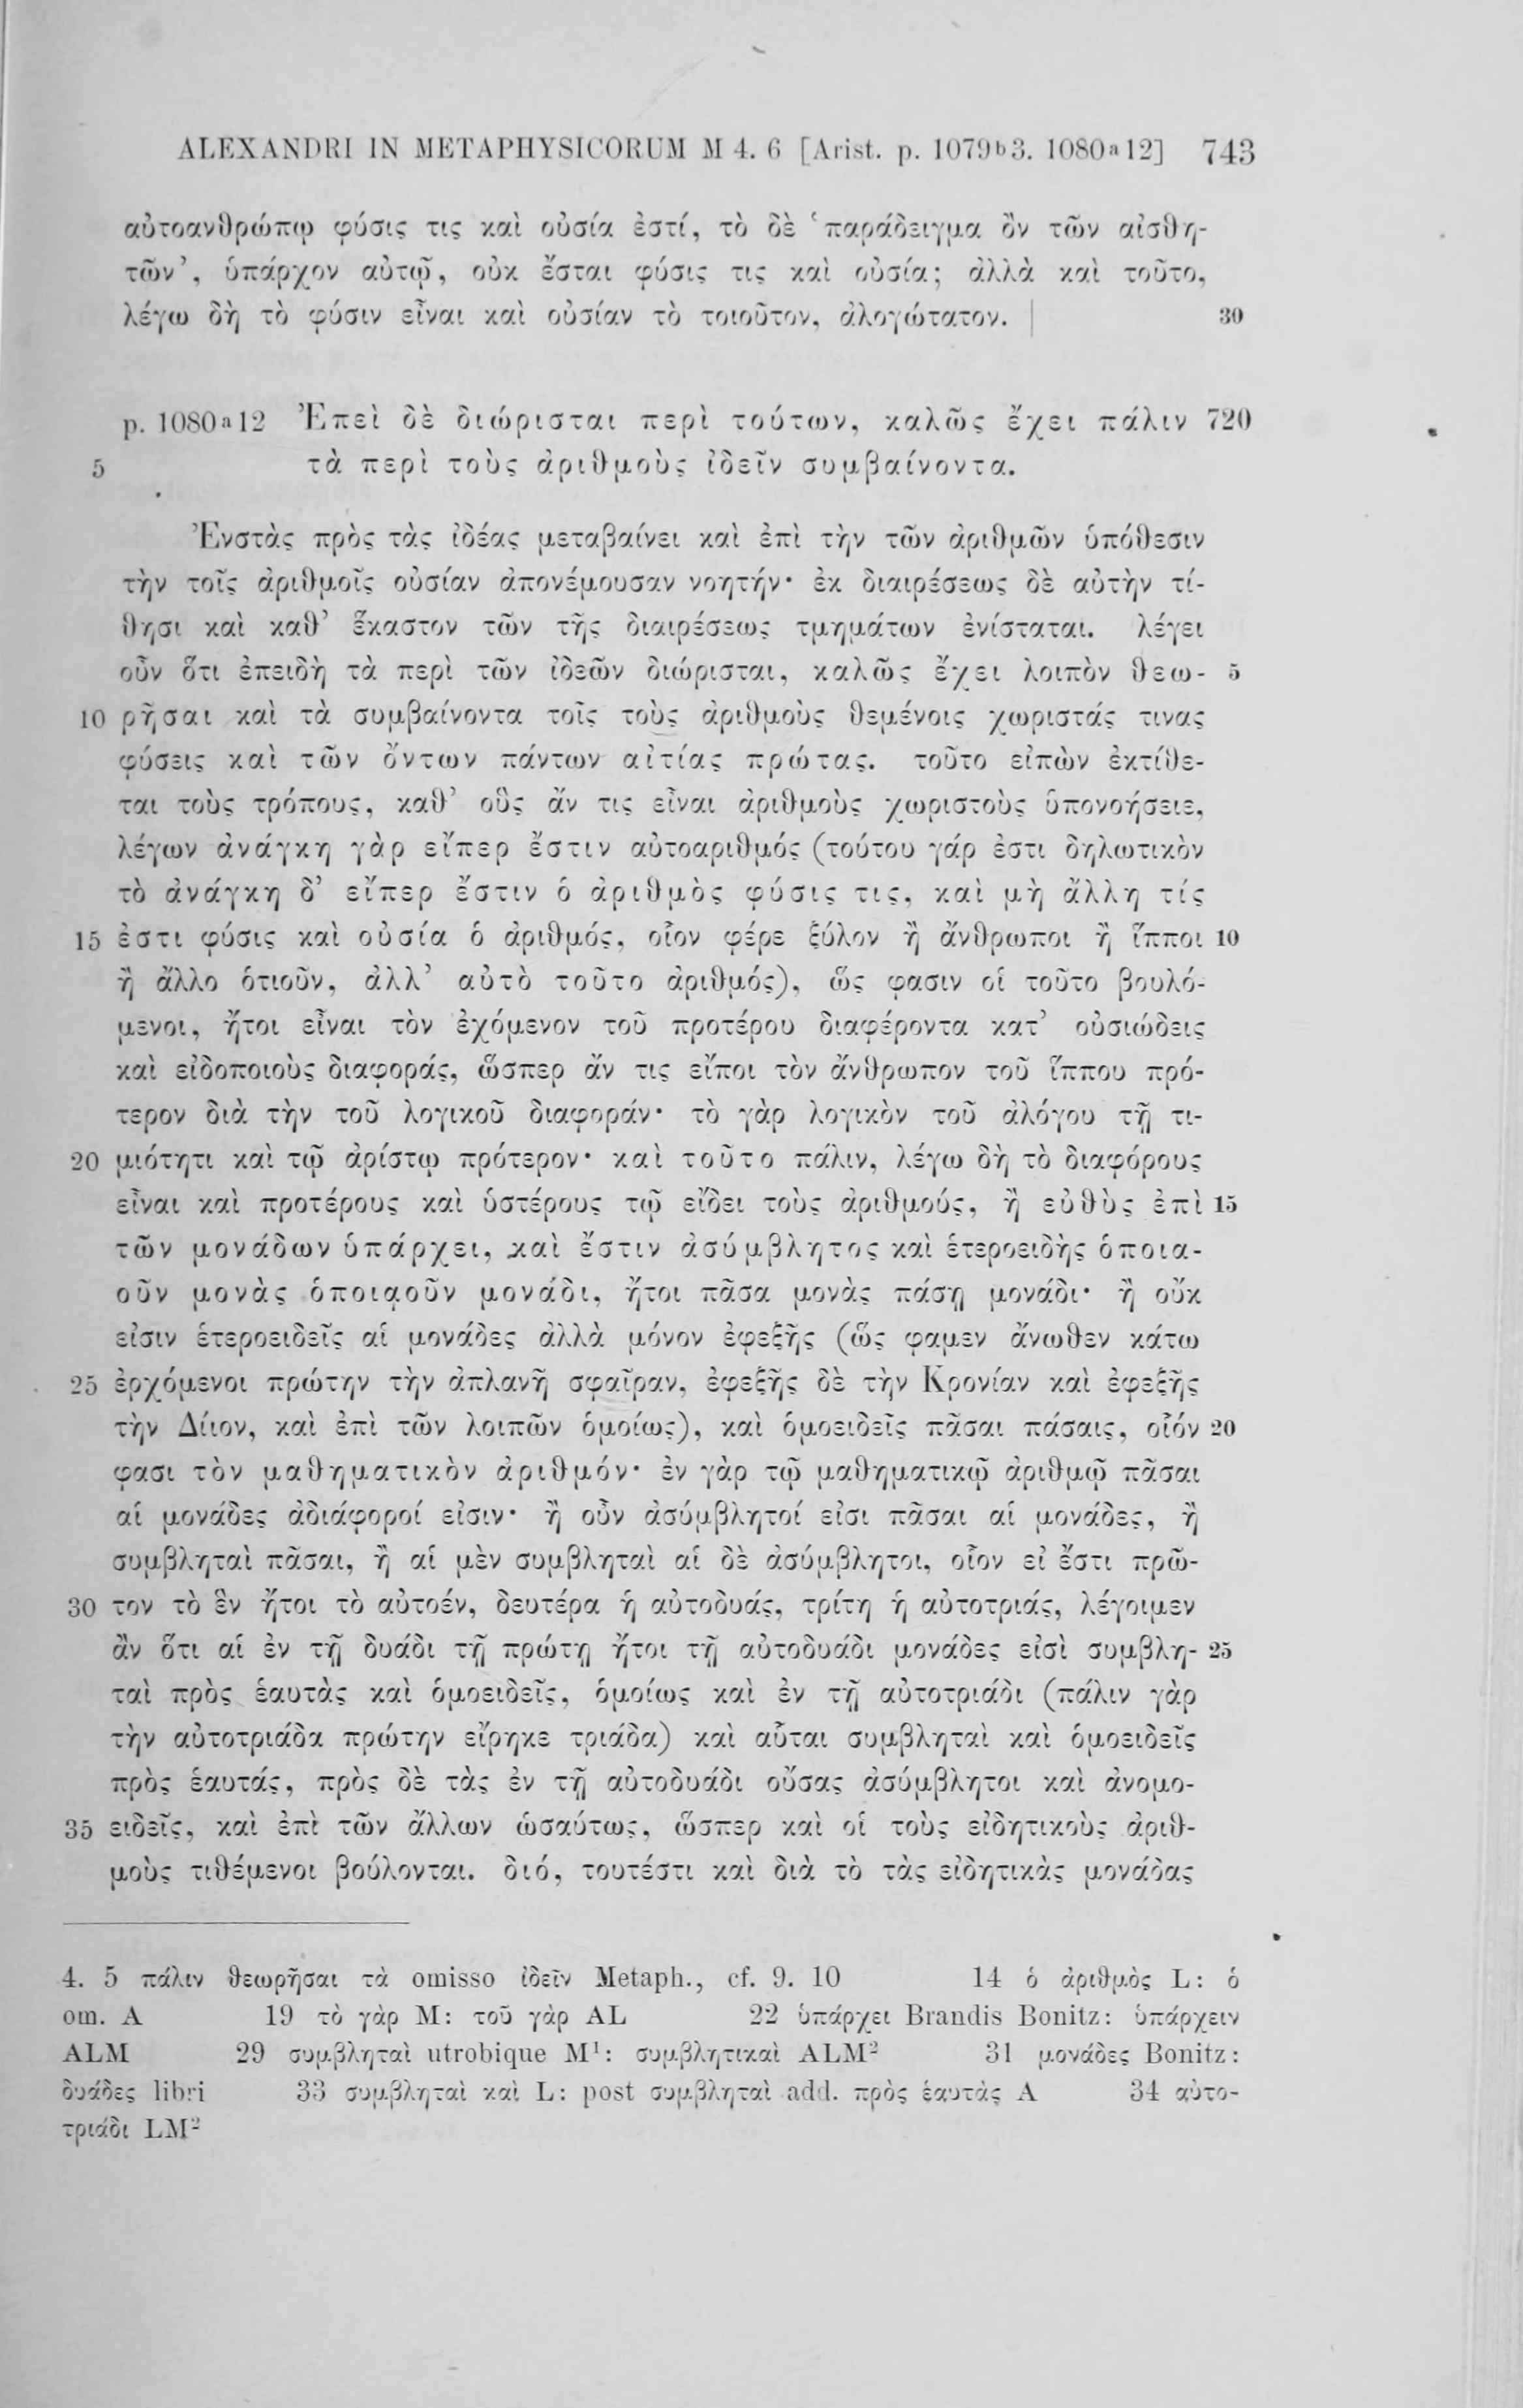 ALEXANDRI IN METAPHYSICORUM M 4. 6 [Arist. p. 1079ᵇ3. 1080ᵃ12] 743
αὐτοανθρώπῳ φύσις τις καὶ οὐσία ἐστί, τὸ δὲ ‘παράδειγμα ὂν τῶν αἰσθη-
τῶν’, ὑπάρχον αὐτῷ, οὐκ ἔσται φύσις τις καὶ οὐσία; ἀλλὰ καὶ τοῦτο,
λέγω δὴ τὸ φύσιν εἶναι καὶ οὐσίαν τὸ τοιοῦτον, ἀλογώτατον. | 30
p. 1080ᵃ12 Ἐπεὶ δὲ διώρισται περὶ τούτων, καλῶς ἔχει πάλιν 720
5 τὰ περὶ τοὺς ἀριθμοὺς ἰδεῖν συμβαίνοντα.
Ἐνστὰς πρὸς τὰς ἰδέας μεταβαίνει καὶ ἐπὶ τὴν τῶν ἀριθμῶν ὑπόθεσιν
τὴν τοῖς ἀριθμοῖς οὐσίαν ἀπονέμουσαν νοητήν· ἐκ διαιρέσεως δὲ αὐτὴν τί-
θησι καὶ καθ’ ἕκαστον τῶν τῆς διαιρέσεως τμημάτων ἐνίσταται. λέγει
οὖν ὅτι ἐπειδὴ τὰ περὶ τῶν ἰδεῶν διώρισται, καλῶς ἔχει λοιπὸν θεω- 5
10 ρῆσαι καὶ τὰ συμβαίνοντα τοῖς τοὺς ἀριθμοὺς θεμένοις χωριστάς τινας
φύσεις καὶ τῶν ὄντων πάντων αἰτίας πρώτας. τοῦτο εἰπὼν ἐκτίθε-
ται τοὺς τρόπους, καθ’ οὓς ἄν τις εἶναι ἀριθμοὺς χωριστοὺς ὑπονοήσειε,
λέγων ἀνάγκη γὰρ εἴπερ ἔστιν αὐτοαριθμός (τούτου γάρ ἐστι δηλωτικὸν
τὸ ἀνάγκη δ’ εἴπερ ἔστιν ὁ ἀριθμὸς φύσις τις, καὶ μὴ ἄλλη τίς
15 ἐστι φύσις καὶ οὐσία ὁ ἀριθμός, οἷον φέρε ξύλον ἢ ἄνθρωποι ἢ ἵπποι 10
ἢ ἄλλο ὁτιοῦν, ἀλλ’ αὐτὸ τοῦτο ἀριθμός), ὥς φασιν οἱ τοῦτο βουλό-
μενοι, ἤτοι εἶναι τὸν ἐχόμενον τοῦ προτέρου διαφέροντα κατ’ οὐσιώδεις
καὶ εἰδοποιοὺς διαφοράς, ὥσπερ ἄν τις εἴποι τὸν ἄνθρωπον τοῦ ἵππου πρό-
τερον διὰ τὴν τοῦ λογικοῦ διαφοράν· τὸ γὰρ λογικὸν τοῦ ἀλόγου τῇ τι-
20 μιότητι καὶ τῷ ἀρίστῳ πρότερον· καὶ τοῦτο πάλιν, λέγω δὴ τὸ διαφόρους
εἶναι καὶ προτέρους καὶ ὑστέρους τῷ εἴδει τοὺς ἀριθμούς, ἢ εὐθὺς ἐπὶ 15
τῶν μονάδων ὑπάρχει, καὶ ἔστιν ἀσύμβλητος καὶ ἑτεροειδὴς ὁποια-
οῦν μονὰς ὁποιᾳοῦν μονάδι, ἤτοι πᾶσα μονὰς πάσῃ μονάδι· ἢ οὔκ
εἰσιν ἑτεροειδεῖς αἱ μονάδες ἀλλὰ μόνον ἐφεξῆς (ὥς φαμεν ἄνωθεν κάτω
25 ἐρχόμενοι πρώτην τὴν ἀπλανῆ σφαῖραν, ἐφεξῆς δὲ τὴν Κρονίαν καὶ ἐφεξῆς
τὴν Δίιον, καὶ ἐπὶ τῶν λοιπῶν ὁμοίως), καὶ ὁμοειδεῖς πᾶσαι πάσαις, οἷόν 20
φασι τὸν μαθηματικὸν ἀριθμόν· ἐν γὰρ τῷ μαθηματικῷ ἀριθμῷ πᾶσαι
αἱ μονάδες ἀδιάφοροί εἰσιν· ἢ οὖν ἀσύμβλητοί εἰσι πᾶσαι αἱ μονάδες, ἢ
συμβληταὶ πᾶσαι, ἢ αἱ μὲν συμβληταὶ αἱ δὲ ἀσύμβλητοι, οἷον εἰ ἔστι πρῶ-
30 τον τὸ ἓν ἤτοι τὸ αὐτοέν, δευτέρα ἡ αὐτοδυάς, τρίτη ἡ αὐτοτριάς, λέγοιμεν
ἂν ὅτι αἱ ἐν τῇ δυάδι τῇ πρώτῃ ἤτοι τῇ αὐτοδυάδι μονάδες εἰσὶ συμβλη- 25
ταὶ πρὸς ἑαυτὰς καὶ ὁμοειδεῖς, ὁμοίως καὶ ἐν τῇ αὐτοτριάδι (πάλιν γὰρ
τὴν αὐτοτριάδα πρώτην εἴρηκε τριάδα) καὶ αὗται συμβληταὶ καὶ ὁμοειδεῖς
πρὸς ἑαυτάς, πρὸς δὲ τὰς ἐν τῇ αὐτοδυάδι οὔσας ἀσύμβλητοι καὶ ἀνομο-
35 ειδεῖς, καὶ ἐπὶ τῶν ἄλλων ὡσαύτως, ὥσπερ καὶ οἱ τοὺς εἰδητικοὺς ἀριθ-
μοὺς τιθέμενοι βούλονται. διό, τουτέστι καὶ διὰ τὸ τὰς εἰδητικὰς μονάδας
4. 5 πάλιν θεωρῆσαι τὰ omisso ἰδεῖν Metaph., cf. 9. 10 14 ὁ ἀριθμὸς L: ὁ
om. A 19 τὸ γὰρ M: τοῦ γὰρ AL 22 ὑπάρχει Brandis Bonitz: ὑπάρχειν
ALM 29 συμβληταὶ utrobique M¹: συμβλητικαὶ ALM² 31 μονάδες Bonitz:
δυάδες libri 33 συμβληταὶ καὶ L: post συμβληταὶ add. πρὸς ἑαυτὰς A 34 αὐτο-
τριάδι LM²